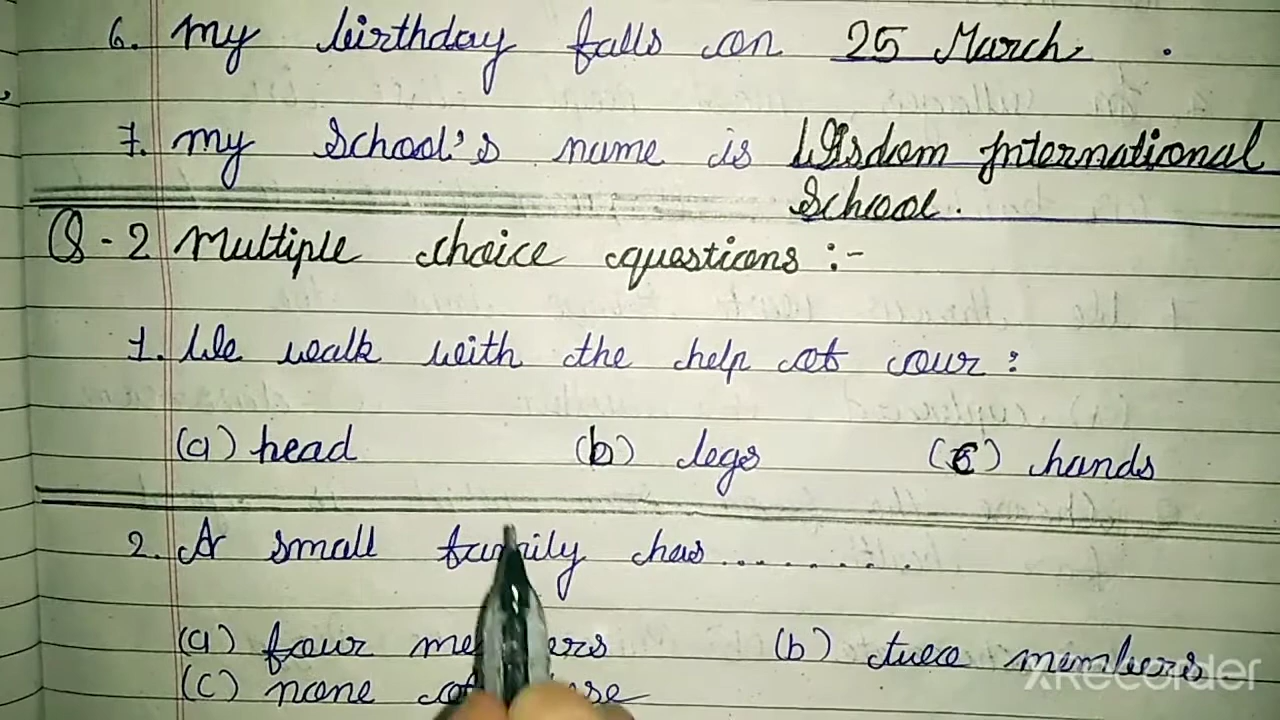 6. My birthday falls on 25 March.
7. My School's name is Wisdom International
School.
Q-2 Multiple choice questions :-
1. We walk with the help of our :
(a) head (b) legs (c) hands
2. A small family has.........
(a) four members (b) two members
(c) none of these
XRecorder